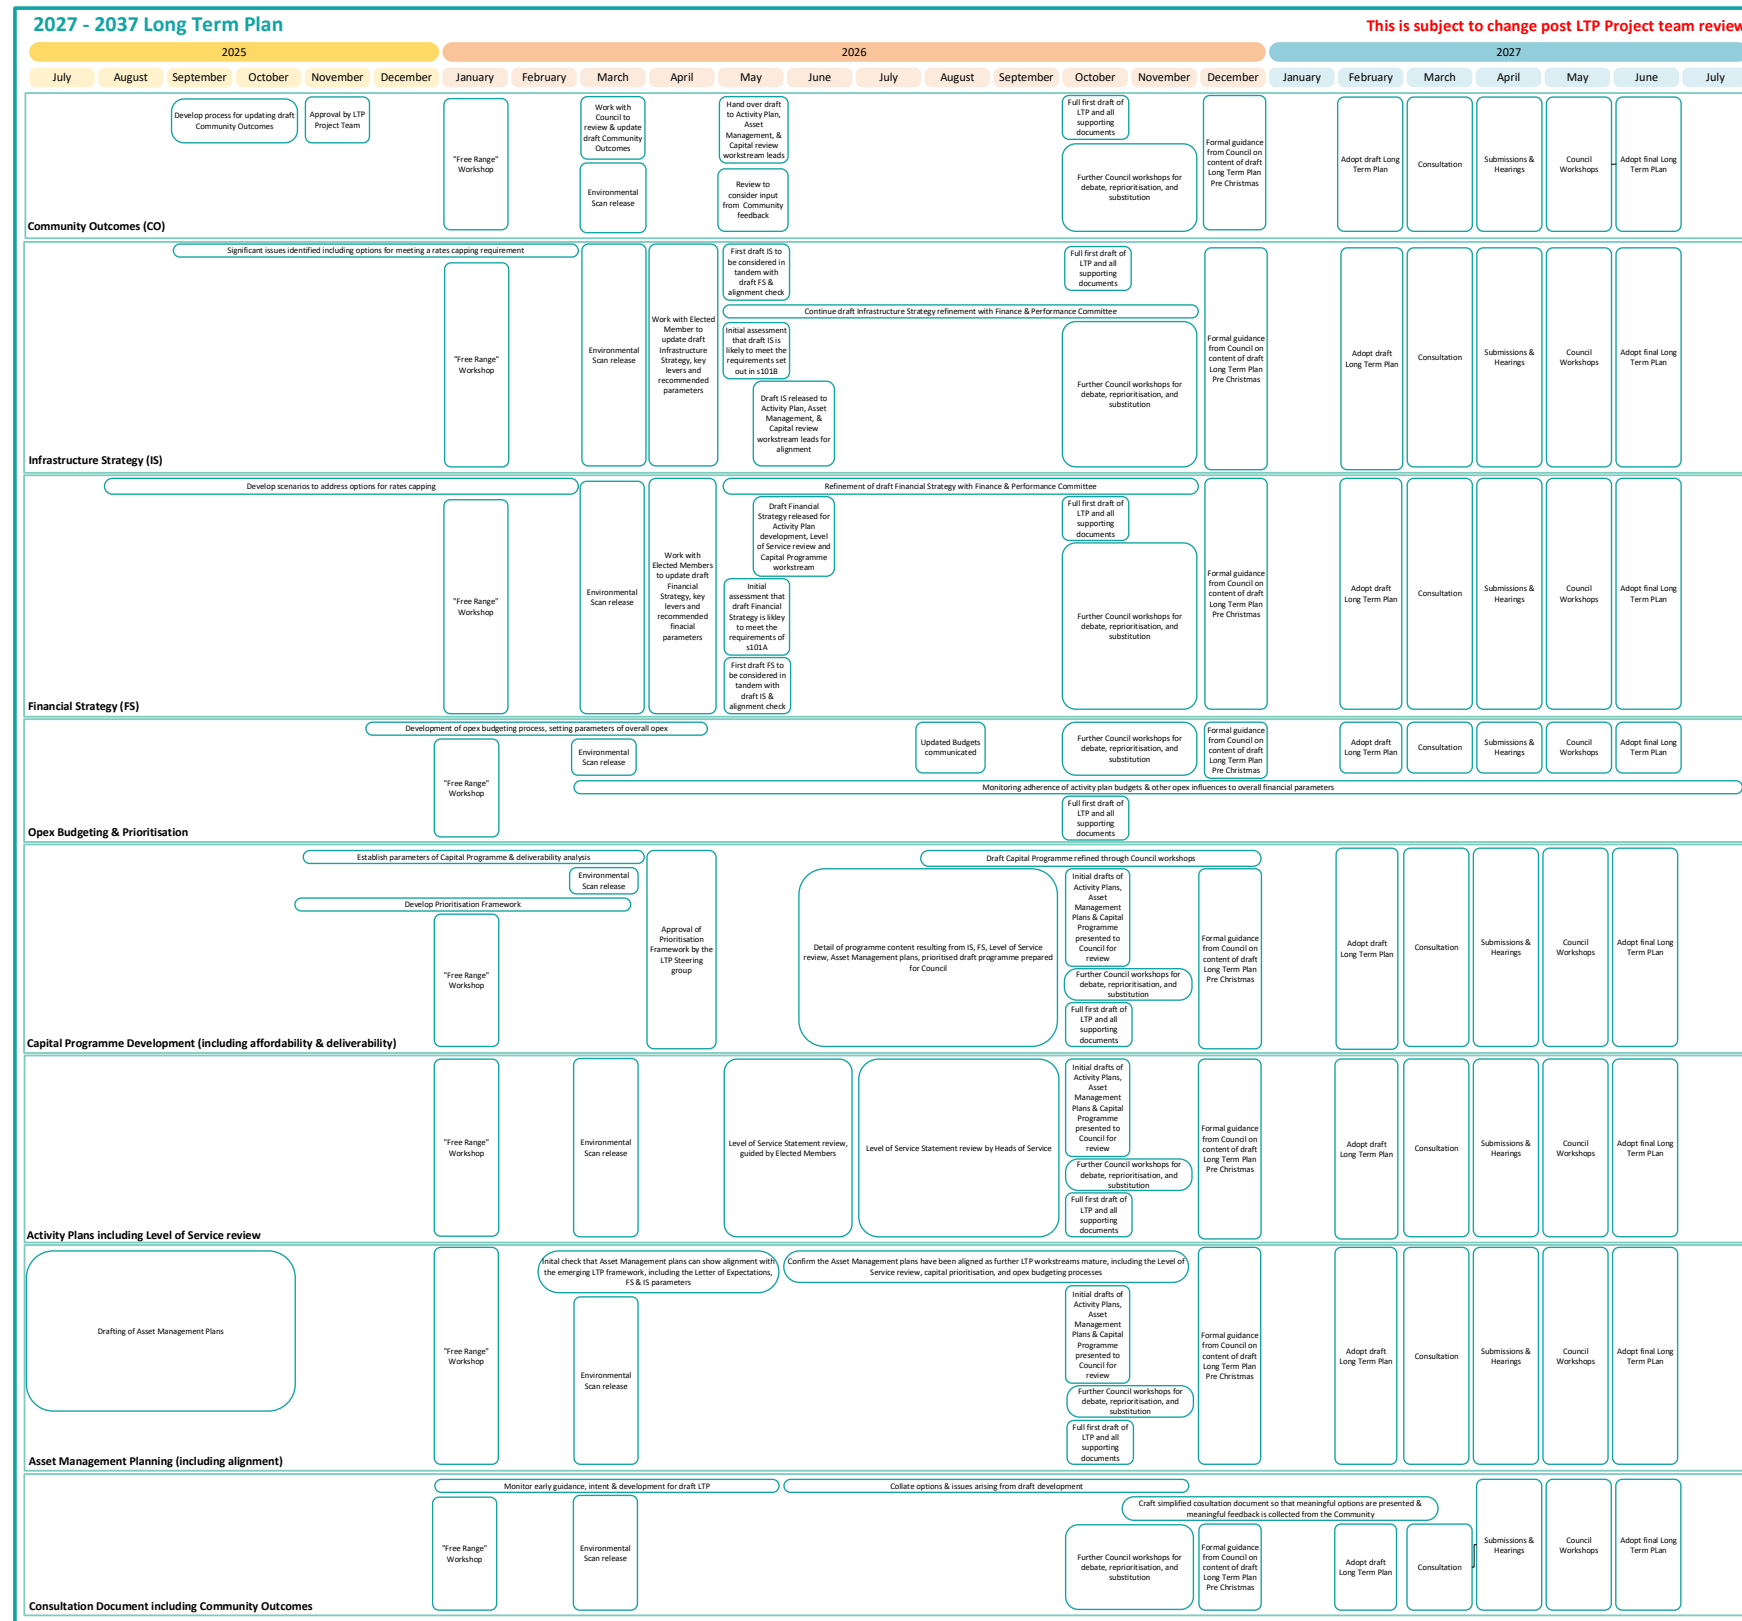 2027 - 2037 Long Term Plan
This is subject to change post LTP Project team review
2025
2026
2027
July
August
September
October
November
December
January
February
March
April
May
June
July
August
September
October
November
December
January
February
March
April
May
June
July
Develop process for updating draft
Community Outcomes
Approval by LTP
Project Team
"Free Range"
Workshop
Work with
Council to
review & update
draft Community
Outcomes
Environmental
Scan release
Hand over draft
to Activity Plan,
Asset
Management, &
Capital review
workstream leads
Review to
consider input
from Community
feedback
Full first draft of
LTP and all
supporting
documents
Further Council workshops for
debate, reprioritisation, and
substitution
Formal guidance
from Council on
content of draft
Long Term Plan
Pre Christmas
Adopt draft Long
Term Plan
Consultation
Submissions &
Hearings
Council
Workshops
Adopt final Long
Term PLan
Community Outcomes (CO)
Significant issues identified including options for meeting a rates capping requirement
"Free Range"
Workshop
Environmental
Scan release
Work with Elected
Member to
update draft
Infrastructure
Strategy, key
levers and
recommended
parameters
First draft IS to
be considered in
tandem with
draft FS &
alignment check
Continue draft Infrastructure Strategy refinement with Finance & Performance Committee
Initial assessment
that draft IS is
likely to meet the
requirements set
out in s101B
Draft IS released to
Activity Plan, Asset
Management, &
Capital review
workstream leads for
alignment
Full first draft of
LTP and all
supporting
documents
Further Council workshops for
debate, reprioritisation, and
substitution
Formal guidance
from Council on
content of draft
Long Term Plan
Pre Christmas
Adopt draft
Long Term Plan
Consultation
Submissions &
Hearings
Council
Workshops
Adopt final Long
Term PLan
Infrastructure Strategy (IS)
Develop scenarios to address options for rates capping
"Free Range"
Workshop
Environmental
Scan release
Work with
Elected Members
to update draft
Financial
Strategy, key
levers and
recommended
finacial
parameters
Refinement of draft Financial Strategy with Finance & Performance Committee
Draft Financial
Strategy released for
Activity Plan
development, Level
of Service review and
Capital Programme
workstream
Initial
assessment that
draft Financial
Strategy is likley
to meet the
requirements of
s101A
First draft FS to
be considered in
tandem with
draft IS &
alignment check
Full first draft of
LTP and all
supporting
documents
Further Council workshops for
debate, reprioritisation, and
substitution
Formal guidance
from Council on
content of draft
Long Term Plan
Pre Christmas
Adopt draft
Long Term Plan
Consultation
Submissions &
Hearings
Council
Workshops
Adopt final Long
Term PLan
Financial Strategy (FS)
Development of opex budgeting process, setting parameters of overall opex
"Free Range"
Workshop
Environmental
Scan release
Updated Budgets
communicated
Further Council workshops for
debate, reprioritisation, and
substitution
Formal guidance
from Council on
content of draft
Long Term Plan
Pre Christmas
Adopt draft
Long Term Plan
Consultation
Submissions &
Hearings
Council
Workshops
Adopt final Long
Term PLan
Monitoring adherence of activity plan budgets & other opex influences to overall financial parameters
Full first draft of
LTP and all
supporting
documents
Opex Budgeting & Prioritisation
Establish parameters of Capital Programme & deliverability analysis
Environmental
Scan release
Develop Prioritisation Framework
"Free Range"
Workshop
Approval of
Prioritisation
Framework by the
LTP Steering
group
Draft Capital Programme refined through Council workshops
Detail of programme content resulting from IS, FS, Level of Service
review, Asset Management plans, prioritised draft programme prepared
for Council
Initial drafts of
Activity Plans,
Asset
Management
Plans & Capital
Programme
presented to
Council for
review
Further Council workshops for
debate, reprioritisation, and
substitution
Full first draft of
LTP and all
supporting
documents
Formal guidance
from Council on
content of draft
Long Term Plan
Pre Christmas
Adopt draft
Long Term Plan
Consultation
Submissions &
Hearings
Council
Workshops
Adopt final Long
Term PLan
Capital Programme Development (including affordability & deliverability)
"Free Range"
Workshop
Environmental
Scan release
Level of Service Statement review,
guided by Elected Members
Level of Service Statement review by Heads of Service
Initial drafts of
Activity Plans,
Asset
Management
Plans & Capital
Programme
presented to
Council for
review
Further Council workshops for
debate, reprioritisation, and
substitution
Full first draft of
LTP and all
supporting
documents
Formal guidance
from Council on
content of draft
Long Term Plan
Pre Christmas
Adopt draft
Long Term Plan
Consultation
Submissions &
Hearings
Council
Workshops
Adopt final Long
Term PLan
Activity Plans including Level of Service review
Drafting of Asset Management Plans
"Free Range"
Workshop
Inital check that Asset Management plans can show alignment with
the emerging LTP framework, including the Letter of Expectations,
FS & IS parameters
Environmental
Scan release
Confirm the Asset Management plans have been aligned as further LTP workstreams mature, including the Level of
Service review, capital prioritisation, and opex budgeting processes
Initial drafts of
Activity Plans,
Asset
Management
Plans & Capital
Programme
presented to
Council for
review
Further Council workshops for
debate, reprioritisation, and
substitution
Full first draft of
LTP and all
supporting
documents
Formal guidance
from Council on
content of draft
Long Term Plan
Pre Christmas
Adopt draft
Long Term Plan
Consultation
Submissions &
Hearings
Council
Workshops
Adopt final Long
Term PLan
Asset Management Planning (including alignment)
Monitor early guidance, intent & development for draft LTP
Collate options & issues arising from draft development
Craft simplified cosultation document so that meaningful options are presented &
meaningful feedback is collected from the Community
"Free Range"
Workshop
Environmental
Scan release
Further Council workshops for
debate, reprioritisation, and
substitution
Formal guidance
from Council on
content of draft
Long Term Plan
Pre Christmas
Adopt draft
Long Term Plan
Consultation
Submissions &
Hearings
Council
Workshops
Adopt final Long
Term PLan
Consultation Document including Community Outcomes